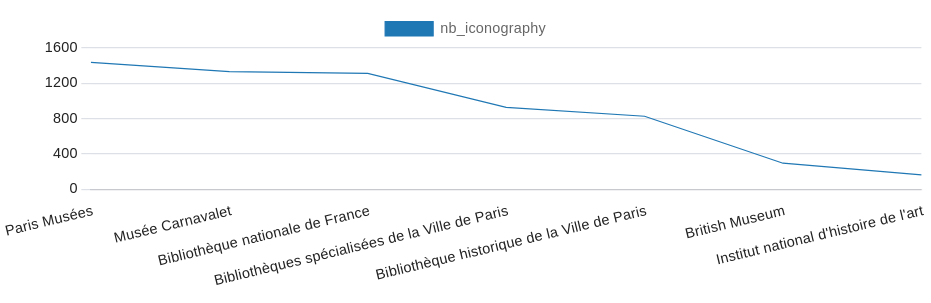 nb_iconography
1600
1200
800
400
0
Paris Musées
Musée Carnavalet
Bibliothèque nationale de France
Bibliothèques spécialisées de la Ville de Paris
Bibliothèque historique de la Ville de Paris
British Museum
Institut national d'histoire de l'art